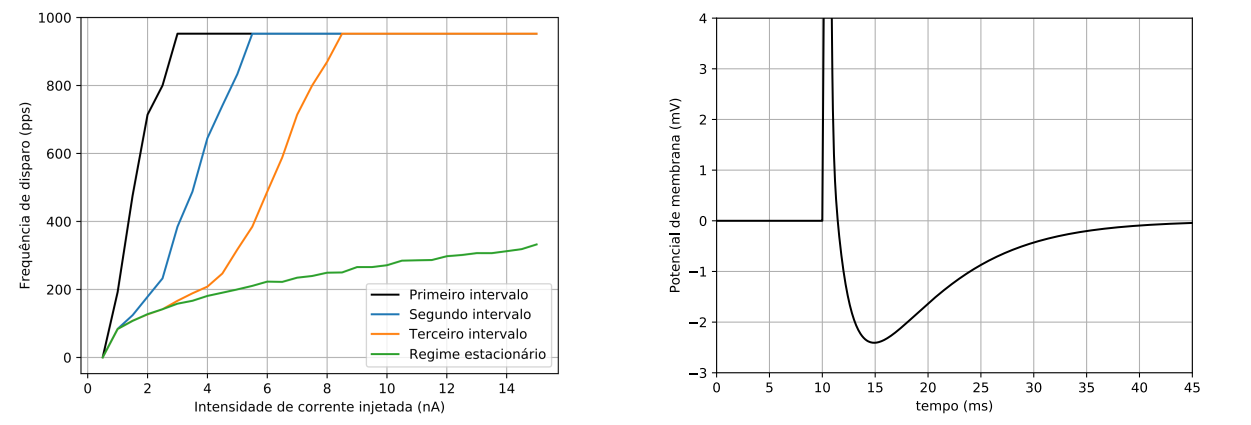 1000
800
600
400
200
0
Frequência de disparo (pps)
Primeiro intervalo
Segundo intervalo
Terceiro intervalo
Regime estacionário
0 2 4 6 8 10 12 14
Intensidade de corrente injetada (nA)
4
3
2
1
0
−1
−2
−3
Potencial de membrana (mV)
0 5 10 15 20 25 30 35 40 45
tempo (ms)